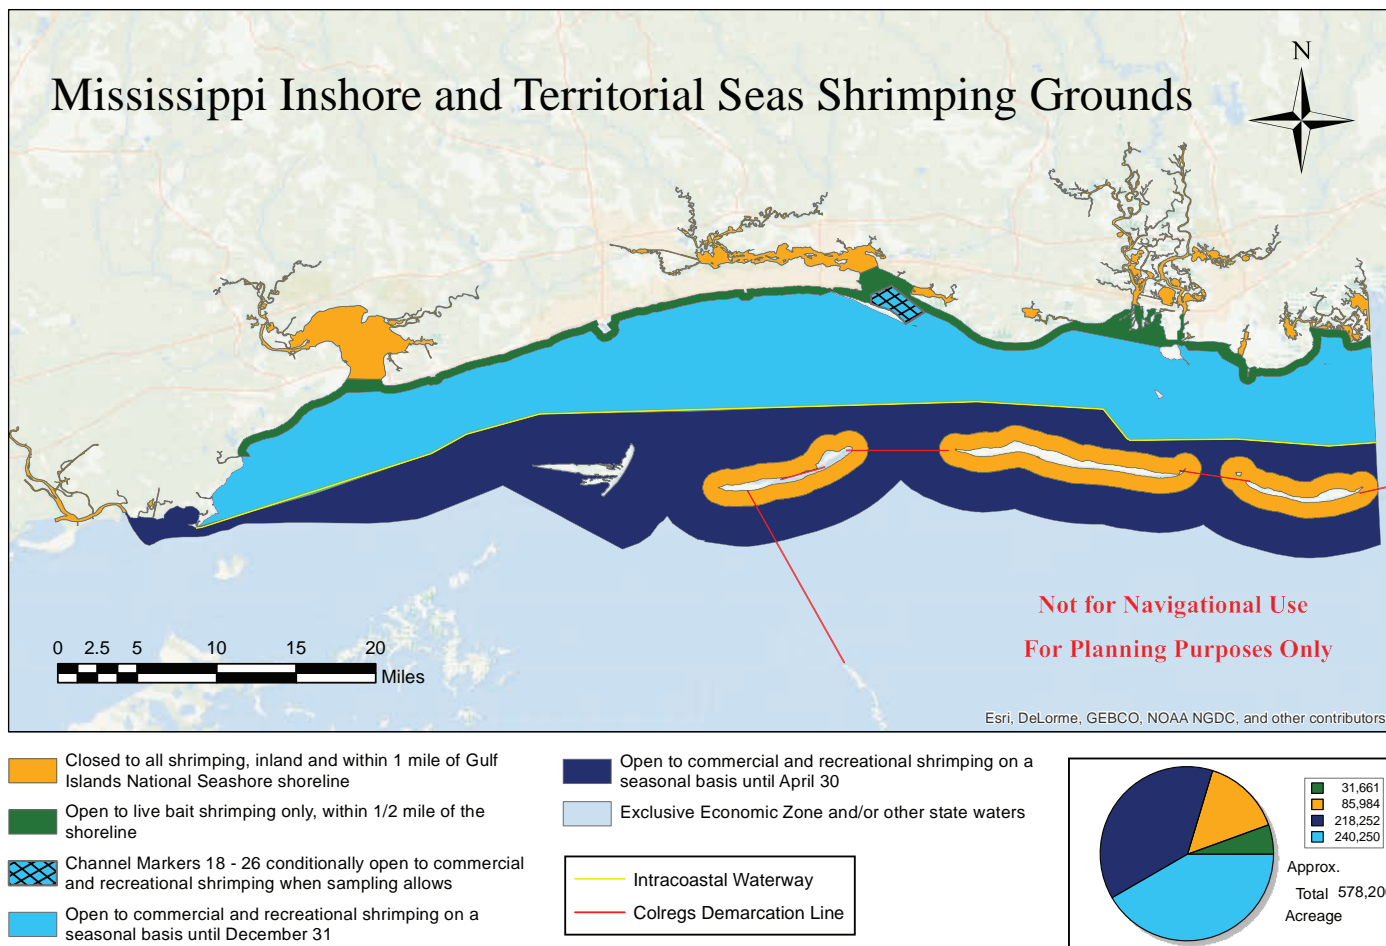 Mississippi Inshore and Territorial Seas Shrimping Grounds
N
Not for Navigational Use
For Planning Purposes Only
0 2.5 5 10 15 20
Miles
Esri, DeLorme, GEBCO, NOAA NGDC, and other contributors
Closed to all shrimping, inland and within 1 mile of Gulf
Islands National Seashore shoreline
Open to live bait shrimping only, within 1/2 mile of the
shoreline
Channel Markers 18 - 26 conditionally open to commercial
and recreational shrimping when sampling allows
Open to commercial and recreational shrimping on a
seasonal basis until December 31
Open to commercial and recreational shrimping on a
seasonal basis until April 30
Exclusive Economic Zone and/or other state waters
Intracoastal Waterway
Colregs Demarcation Line
31,661
85,984
218,252
240,250
Approx.
Total 578,20
Acreage